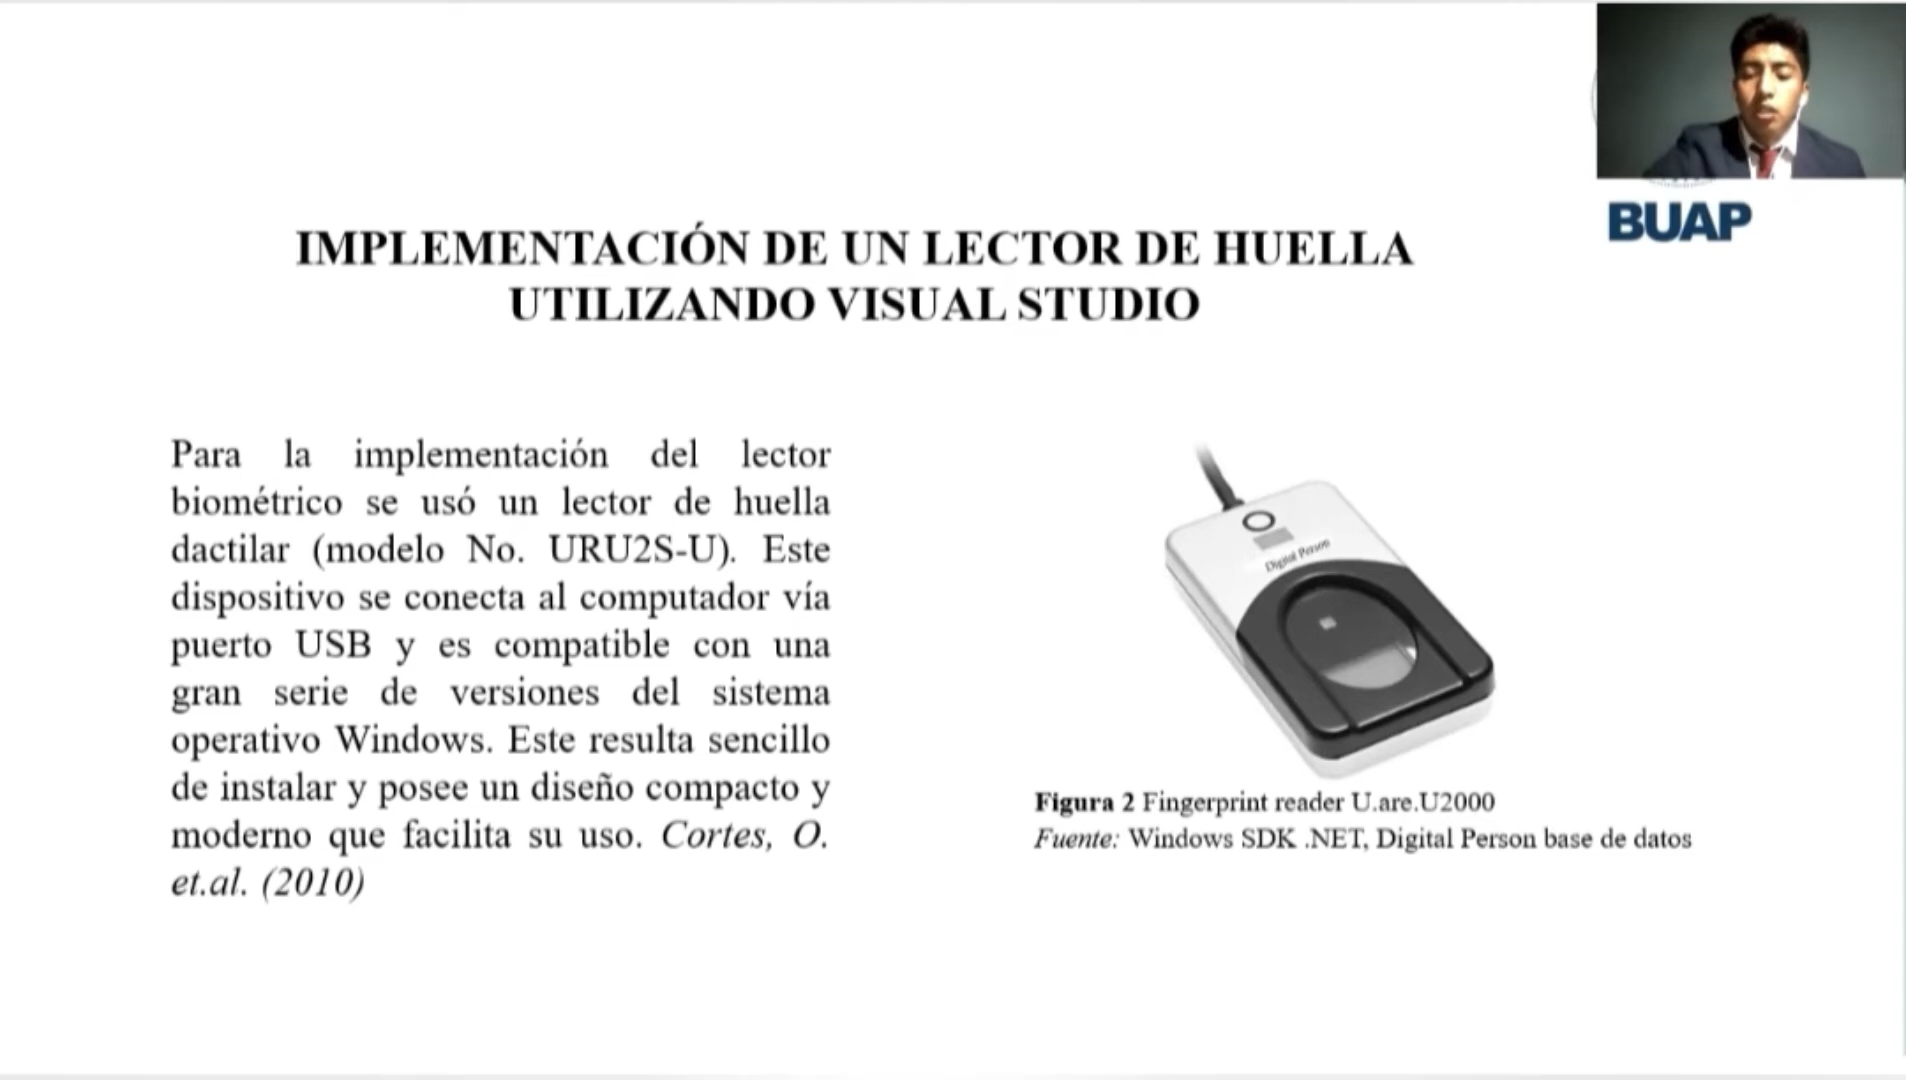 BUAP
IMPLEMENTACIÓN DE UN LECTOR DE HUELLA
UTILIZANDO VISUAL STUDIO
Para la implementación del lector
biométrico se usó un lector de huella
dactilar (modelo No. URU2S-U). Este
dispositivo se conecta al computador vía
puerto USB y es compatible con una
gran serie de versiones del sistema
operativo Windows. Este resulta sencillo
de instalar y posee un diseño compacto y
moderno que facilita su uso. Cortes, O.
et.al. (2010)
Digital Person
Figura 2 Fingerprint reader U.are.U2000
Fuente: Windows SDK .NET, Digital Person base de datos